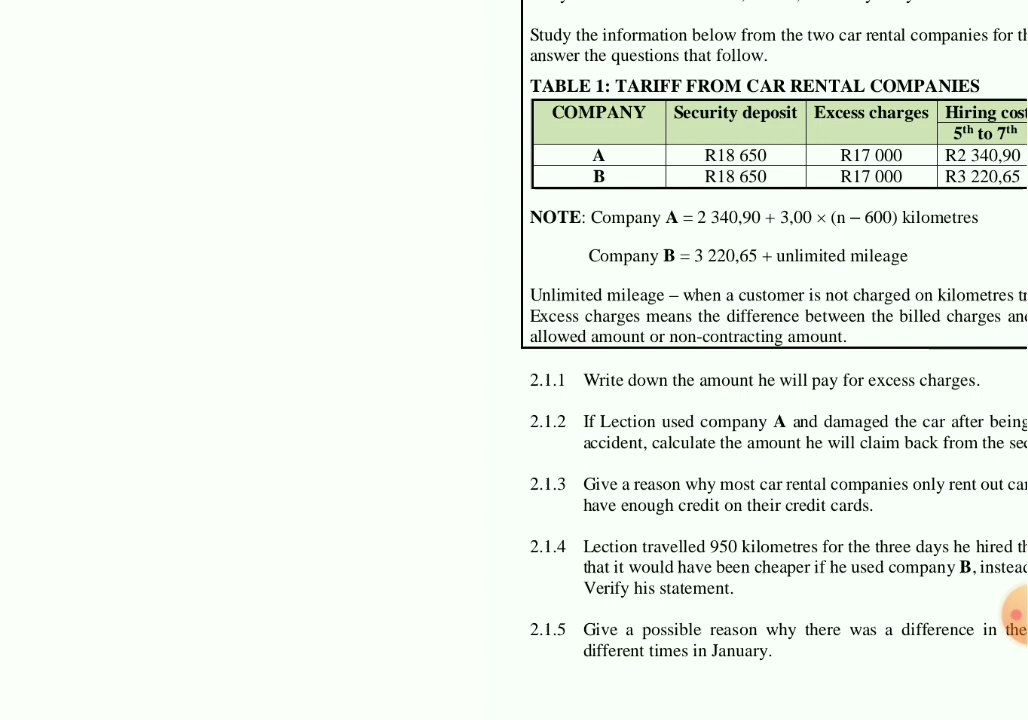 Study the information below from the two car rental companies for
answer the questions that follow.
TABLE 1: TARIFF FROM CAR RENTAL COMPANIES
COMPANY Security deposit Excess charges Hiring cost
5th to 7th
A R18 650 R17 000 R2 340,90
B R18 650 R17 000 R3 220,65
NOTE: Company A = 2 340,90 + 3,00 × (n – 600) kilometres
Company B = 3 220,65 + unlimited mileage
Unlimited mileage – when a customer is not charged on kilometres
Excess charges means the difference between the billed charges
allowed amount or non-contracting amount.
2.1.1 Write down the amount he will pay for excess charges.
2.1.2 If Lection used company A and damaged the car after being
accident, calculate the amount he will claim back from the
2.1.3 Give a reason why most car rental companies only rent out
have enough credit on their credit cards.
2.1.4 Lection travelled 950 kilometres for the three days he hired
that it would have been cheaper if he used company B,
Verify his statement.
2.1.5 Give a possible reason why there was a difference in the
different times in January.